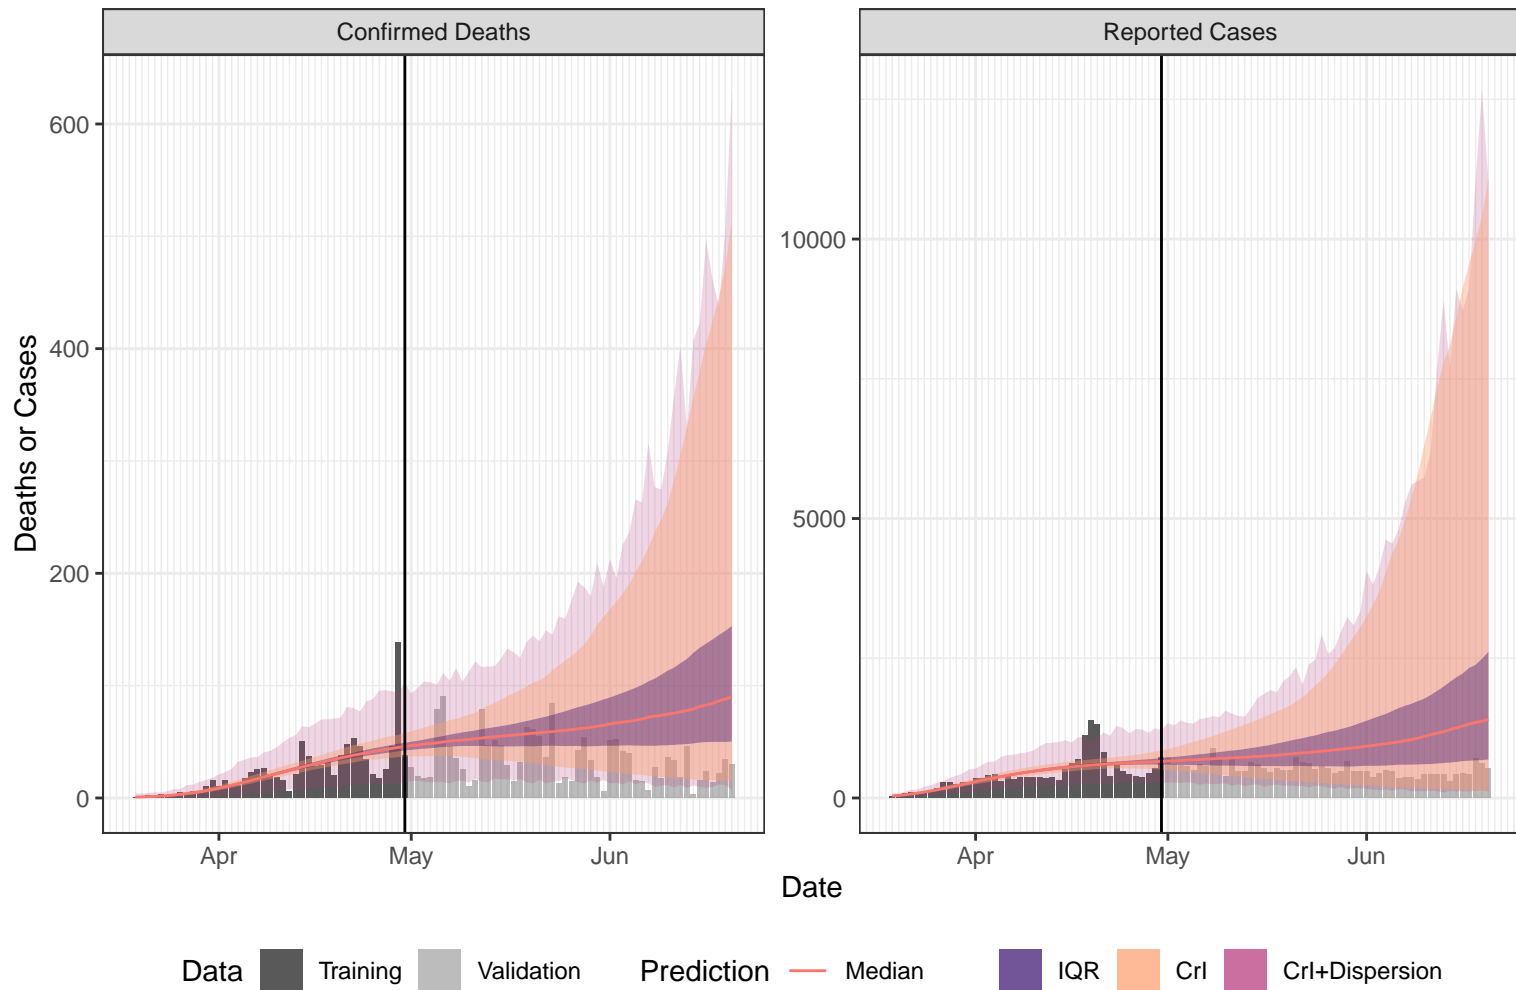 Confirmed Deaths
Reported Cases
Deaths or Cases
600
400
200
0
10000
5000
0
Apr
May
Jun
Apr
May
Jun
Date
Data
Training
Validation
Prediction
Median
IQR
CrI
CrI+Dispersion